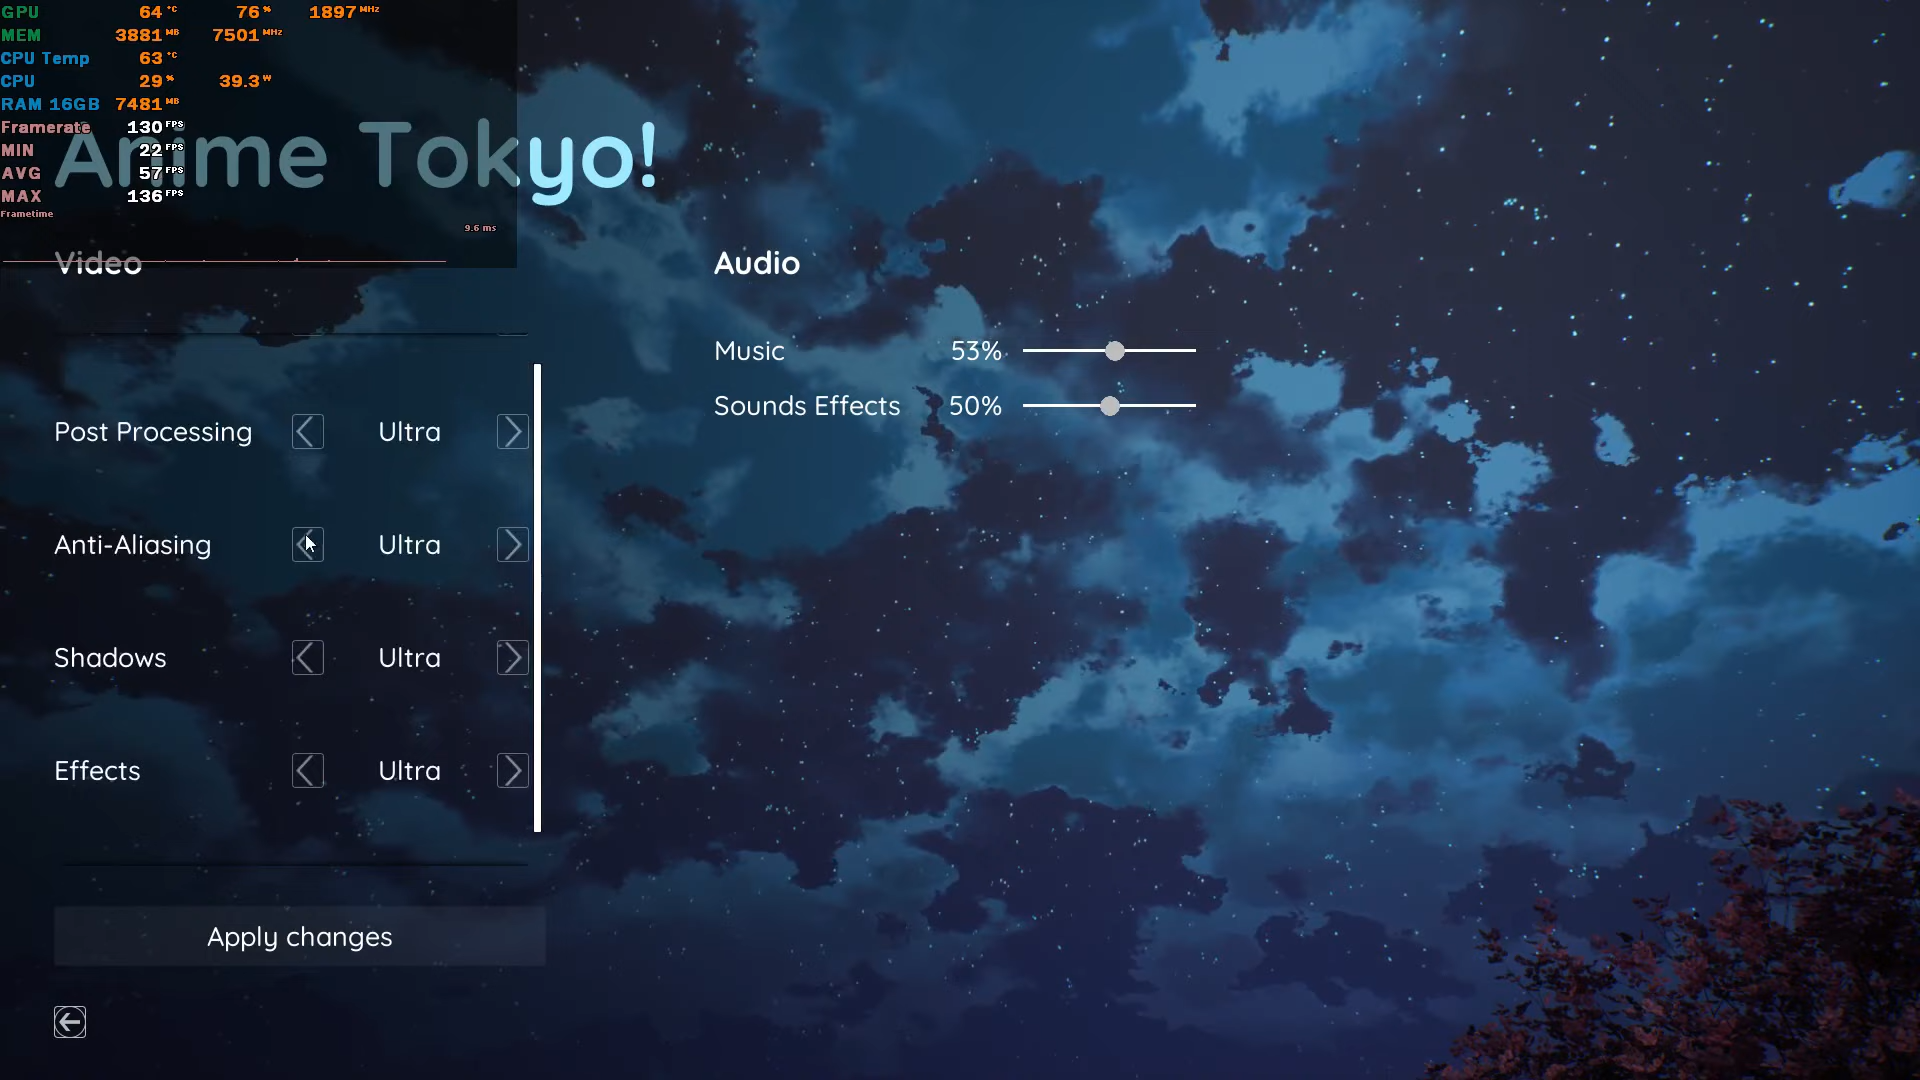 GPU 64 °C 76 % 1897 MHz
MEM 3881 MB 7501 MHz
CPU Temp 63 °C
CPU 29 % 39.3 W
RAM 16GB 7481 MB
Framerate 130 FPS
MIN 22 FPS
AVG 57 FPS
MAX 136 FPS
Frametime
9.6 ms
Anime Tokyo!
Video
Post Processing Ultra
Anti-Aliasing Ultra
Shadows Ultra
Effects Ultra
Apply changes
Audio
Music 53%
Sounds Effects 50%